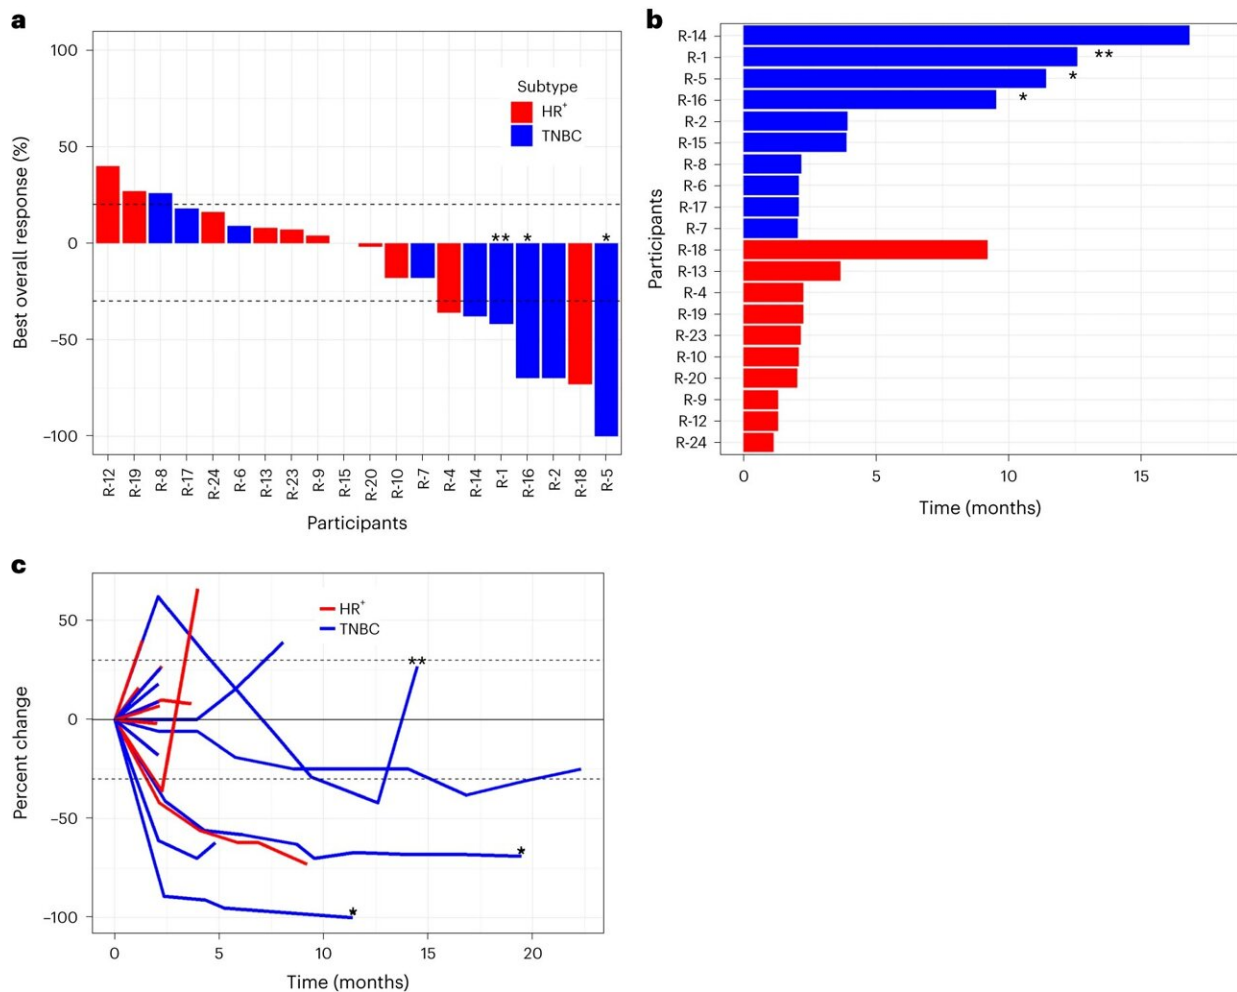 a
100
50
0
−50
−100
Best overall response (%)
Subtype
HR⁺
TNBC
**
*
*
R-12
R-19
R-8
R-17
R-24
R-6
R-13
R-23
R-9
R-15
R-20
R-10
R-7
R-4
R-14
R-1
R-16
R-2
R-18
R-5
Participants
b
R-14
R-1
R-5
R-16
R-2
R-15
R-8
R-6
R-17
R-7
R-18
R-13
R-4
R-19
R-23
R-10
R-20
R-9
R-12
R-24
Participants
**
*
*
0
5
10
15
Time (months)
c
50
0
−50
−100
Percent change
HR⁺
TNBC
**
*
*
0
5
10
15
20
Time (months)